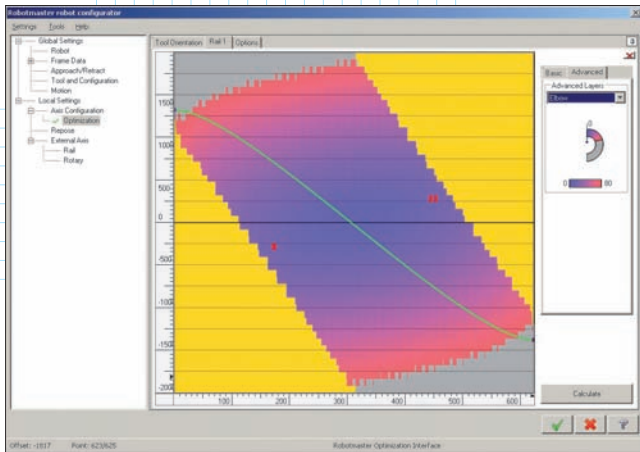 Robotmaster robot configurator
Settings Tools Help
Global Settings
Robot
Frame Data
Approach/Retract
Tool and Configuration
Motion
Local Settings
Axis Configuration
Optimization
Repose
External Axis
Rail
Rotary
Tool Orientation Rail 1 Options
150
100
500
0
-500
-100
-150
-200
100 200 300 400 500 600
Basic Advanced
Advanced Layers
Elbow
0 80
Calculate
Offset: -1617 Point: 623/625 Robotmaster Optimization Interface